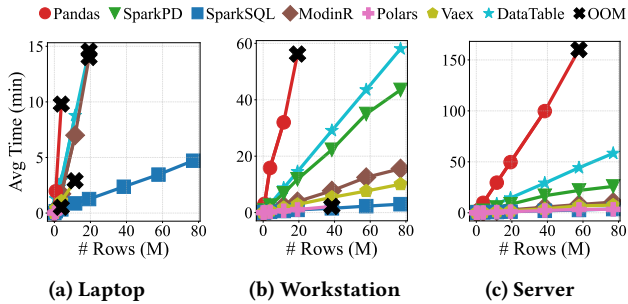 Pandas SparkPD SparkSQL ModinR Polars Vaex DataTable OOM
Avg Time (min)
15
10
5
0
0 20 40 60 80
# Rows (M)
(a) Laptop
60
40
20
0
0 20 40 60 80
# Rows (M)
(b) Workstation
150
100
50
0
0 20 40 60 80
# Rows (M)
(c) Server